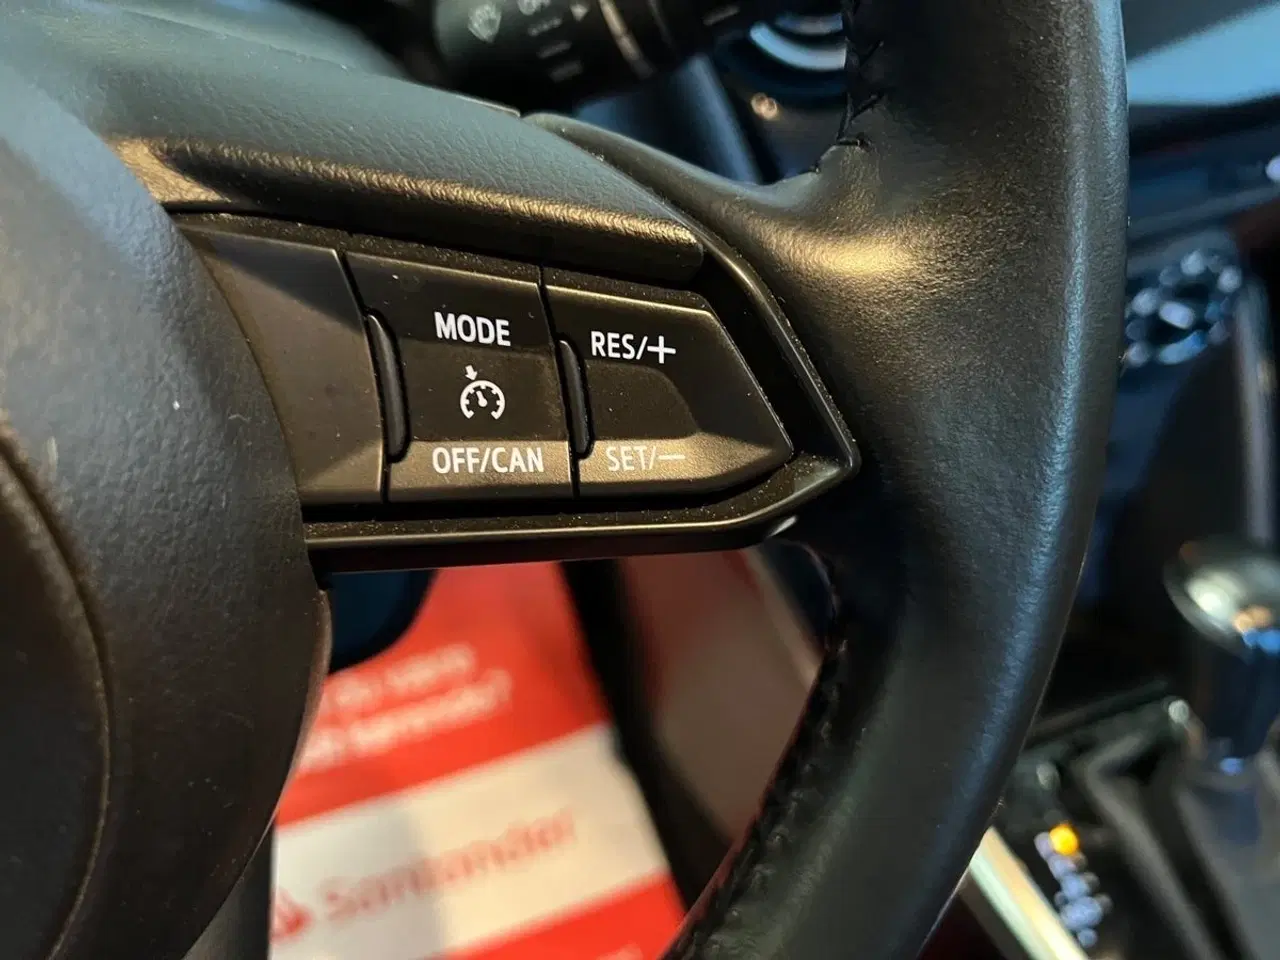 MODE
RES/+
OFF/CAN
SET/—
Santander